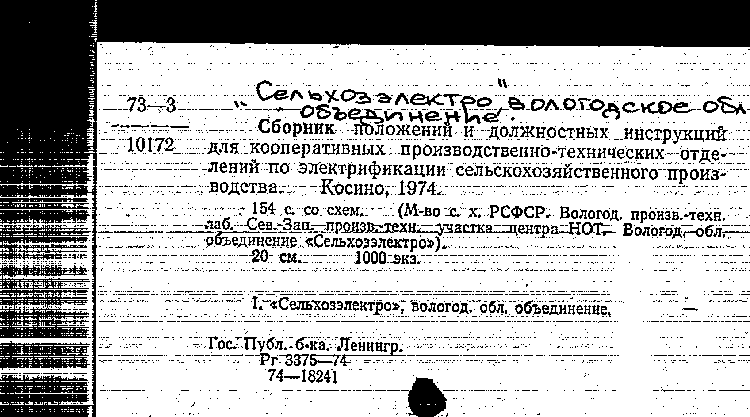 "Сельхозэлектро" вологодское обл
объединение.
73—3
10172
Сборник положений и должностных инструкций
для кооперативных производственно-технических отде-
лений по электрификации сельскохозяйственного произ-
водства. Косино, 1974.
154 с. со схем. (М-во с. х. РСФСР. Вологод. произв.-техн.
лаб. Сев.-Зап. произв.-техн. участка центра НОТ. Вологод. обл.
объединение «Сельхозэлектро»).
20 см. 1000 экз.
I. «Сельхозэлектро», вологод. обл. объединение. —
Гос. Публ. б-ка. Ленингр.
Рг 3375—74
74—18241